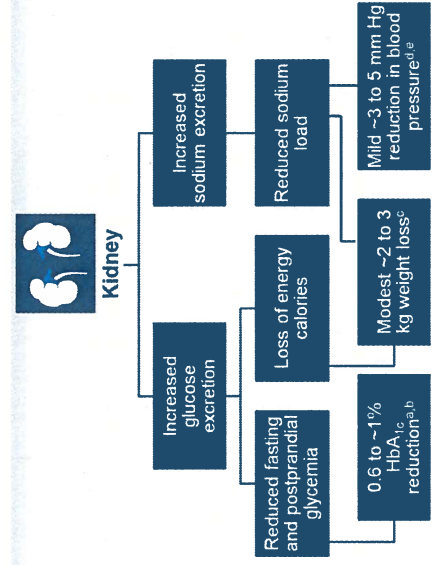 Kidney
Increased
glucose
excretion
Increased
sodium excretion
Reduced fasting
and postprandial
glycemia
Loss of energy
calories
Reduced sodium
load
0.6 to ~1%
HbA1c
reductiona,b
Modest ~2 to 3
kg weight lossc
Mild ~3 to 5 mm Hg
reduction in blood
pressured,e